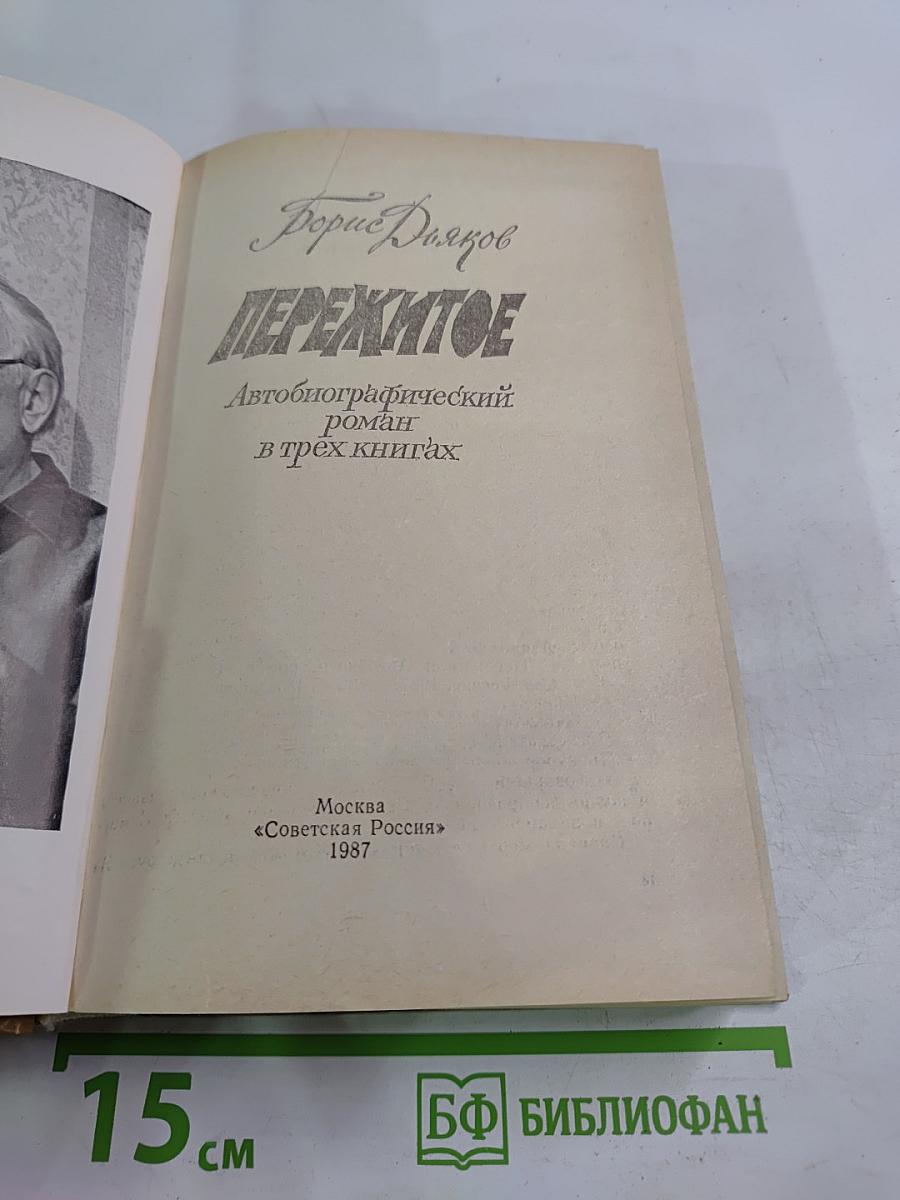 Борис Дьяков
ПЕРЕЖИТОЕ
Автобиографический
роман
в трех книгах
Москва
«Советская Россия»
1987
15 см
БФ БИБЛИОФАН